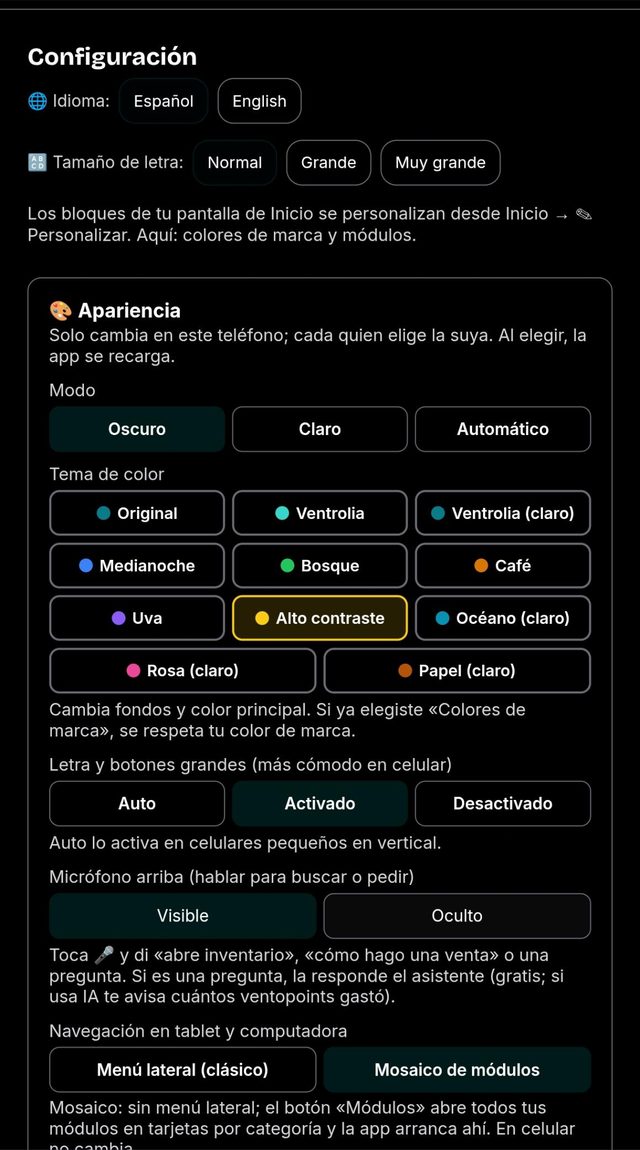 Configuración
🌐 Idioma: Español English
🔠 Tamaño de letra: Normal Grande Muy grande
Los bloques de tu pantalla de Inicio se personalizan desde Inicio → ✎
Personalizar. Aquí: colores de marca y módulos.
🎨 Apariencia
Solo cambia en este teléfono; cada quien elige la suya. Al elegir, la
app se recarga.
Modo
Oscuro Claro Automático
Tema de color
Original Ventrolia Ventrolia (claro)
Medianoche Bosque Café
Uva Alto contraste Océano (claro)
Rosa (claro) Papel (claro)
Cambia fondos y color principal. Si ya elegiste «Colores de
marca», se respeta tu color de marca.
Letra y botones grandes (más cómodo en celular)
Auto Activado Desactivado
Auto lo activa en celulares pequeños en vertical.
Micrófono arriba (hablar para buscar o pedir)
Visible Oculto
Toca 🎤 y di «abre inventario», «cómo hago una venta» o una
pregunta. Si es una pregunta, la responde el asistente (gratis; si
usa IA te avisa cuántos ventopoints gastó).
Navegación en tablet y computadora
Menú lateral (clásico) Mosaico de módulos
Mosaico: sin menú lateral; el botón «Módulos» abre todos tus
módulos en tarjetas por categoría y la app arranca ahí. En celular
no cambia